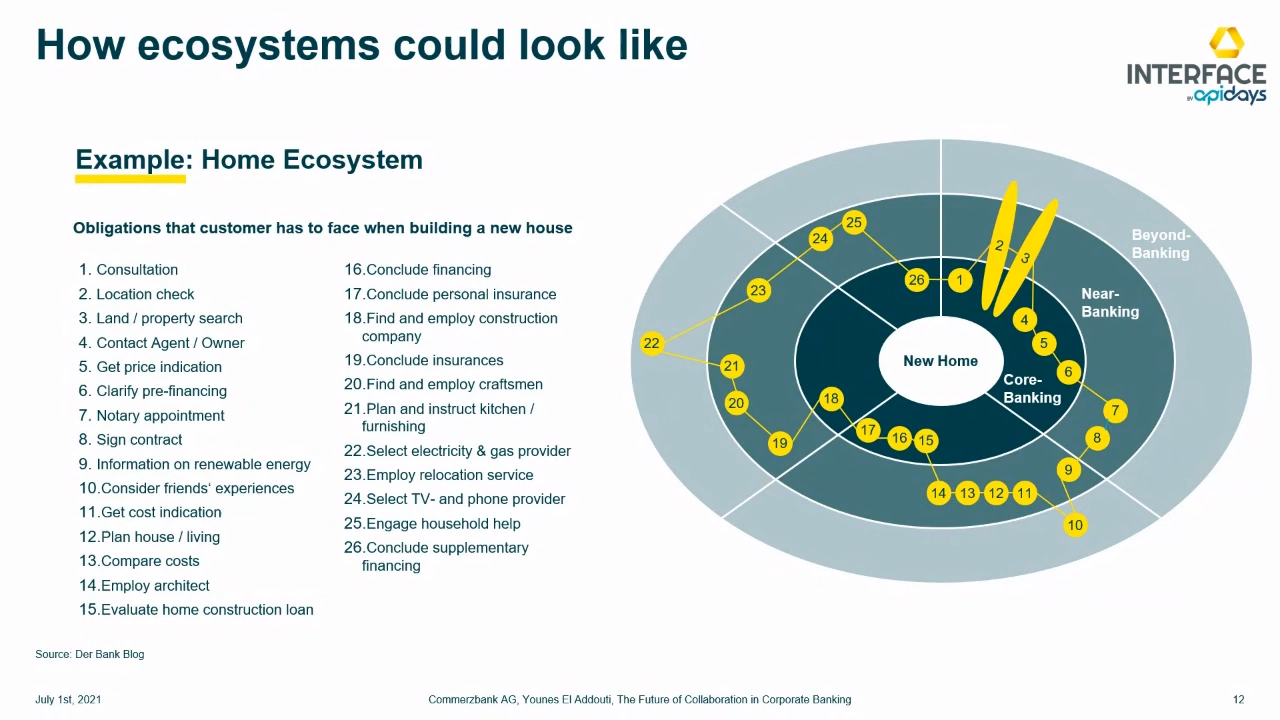 How ecosystems could look like
INTERFACE
BY apidays
Example: Home Ecosystem
Obligations that customer has to face when building a new house
1. Consultation
2. Location check
3. Land / property search
4. Contact Agent / Owner
5. Get price indication
6. Clarify pre-financing
7. Notary appointment
8. Sign contract
9. Information on renewable energy
10.Consider friends‘ experiences
11.Get cost indication
12.Plan house / living
13.Compare costs
14.Employ architect
15.Evaluate home construction loan
16.Conclude financing
17.Conclude personal insurance
18.Find and employ construction
company
19.Conclude insurances
20.Find and employ craftsmen
21.Plan and instruct kitchen /
furnishing
22.Select electricity & gas provider
23.Employ relocation service
24.Select TV- and phone provider
25.Engage household help
26.Conclude supplementary
financing
Beyond-
Banking
Near-
Banking
Core-
Banking
New Home
1
2
3
4
5
6
7
8
9
10
11
12
13
14
15
16
17
18
19
20
21
22
23
24
25
26
Source: Der Bank Blog
July 1st, 2021
Commerzbank AG, Younes El Addouti, The Future of Collaboration in Corporate Banking
12